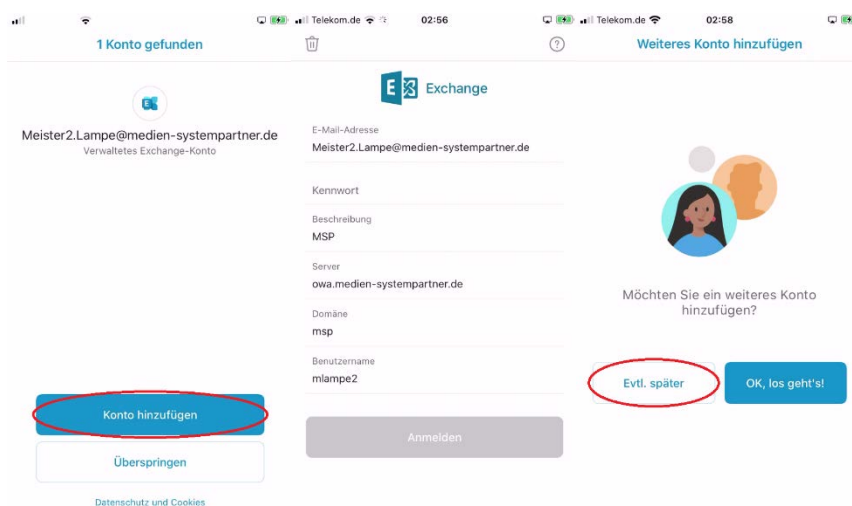 1 Konto gefunden
Meister2.Lampe@medien-systempartner.de
Verwaltetes Exchange-Konto
Konto hinzufügen
Überspringen
Datenschutz und Cookies
Telekom.de 02:56
E Exchange
E-Mail-Adresse
Meister2.Lampe@medien-systempartner.de
Kennwort
Beschreibung
MSP
Server
owa.medien-systempartner.de
Domäne
msp
Benutzername
mlampe2
Anmelden
Telekom.de 02:58
Weiteres Konto hinzufügen
Möchten Sie ein weiteres Konto
hinzufügen?
Evtl. später
OK, los geht's!